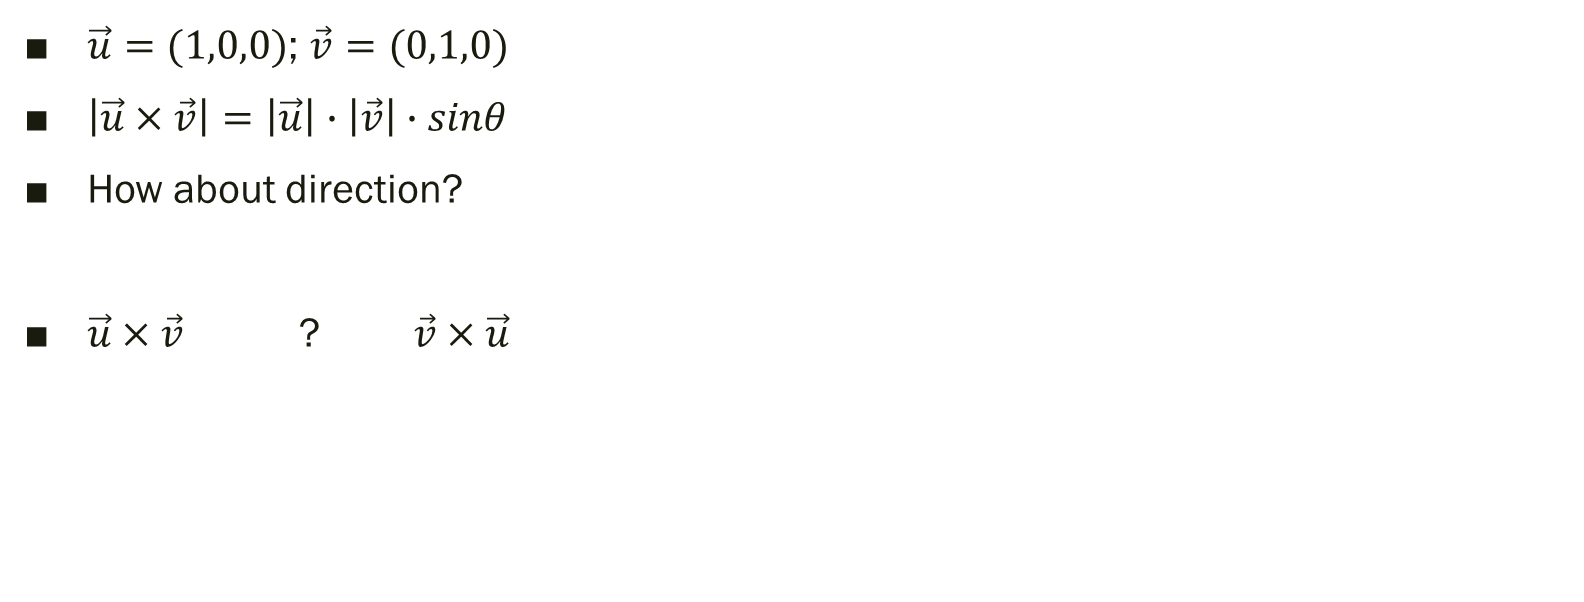 ■ u⃗ = (1,0,0); v⃗ = (0,1,0)
■ |u⃗ × v⃗| = |u⃗| · |v⃗| · sinθ
■ How about direction?
■ u⃗ × v⃗ ? v⃗ × u⃗